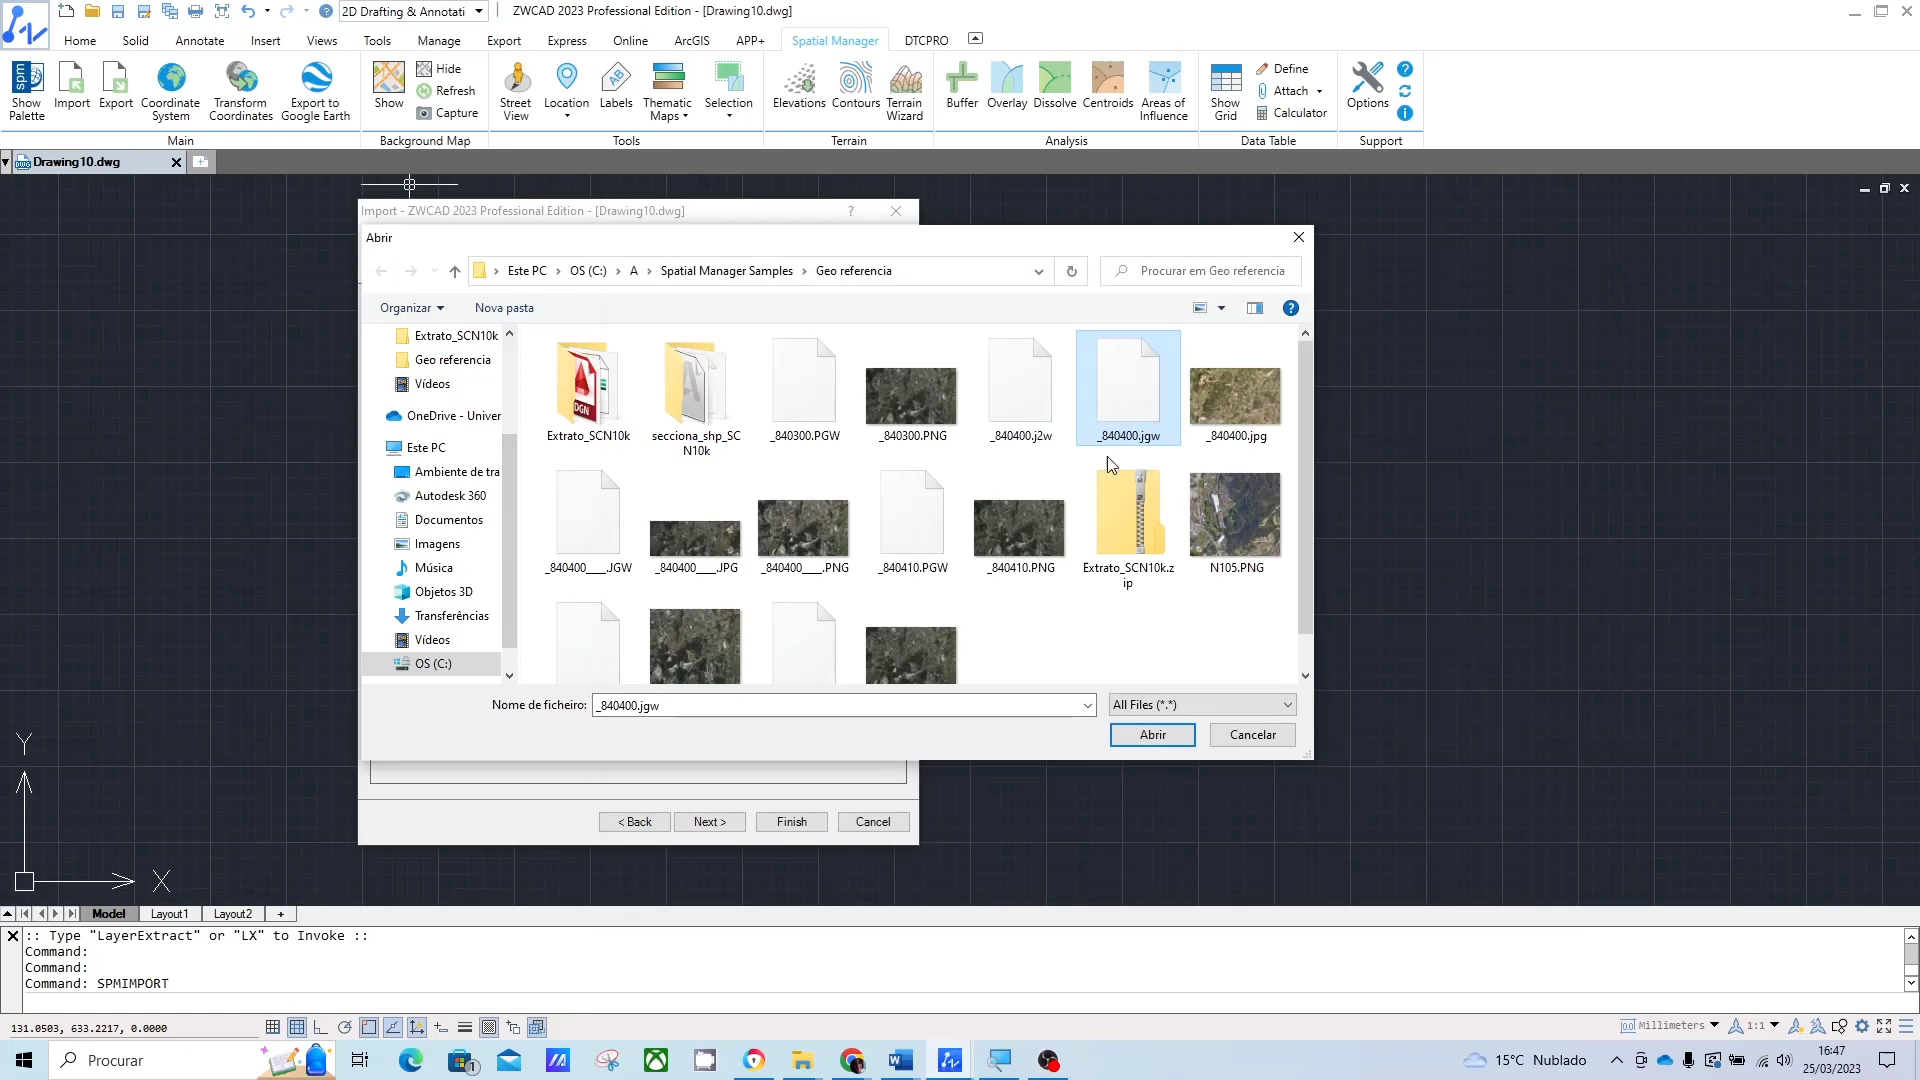 2D Drafting & Annotati
ZWCAD 2023 Professional Edition - [Drawing10.dwg]
Home
Solid
Annotate
Insert
Views
Tools
Manage
Export
Express
Online
ArcGIS
APP+
Spatial Manager
DTCPRO
spm
Show
Palette
Import
Export
Coordinate
System
Transform
Coordinates
Export to
Google Earth
Main
Show
Hide
Refresh
Capture
Background Map
Street
View
Location
Labels
Thematic
Maps
Selection
Tools
Elevations
Contours
Terrain
Wizard
Terrain
Buffer
Overlay
Dissolve
Centroids
Areas of
Influence
Analysis
Show
Grid
Define
Attach
Calculator
Data Table
Options
Support
Drawing10.dwg
Import - ZWCAD 2023 Professional Edition - [Drawing10.dwg]
Abrir
Este PC > OS (C:) > A > Spatial Manager Samples > Geo referencia
Procurar em Geo referencia
Organizar
Nova pasta
Extrato_SCN10k
Geo referencia
Vídeos
OneDrive - Univer
Este PC
Ambiente de tra
Autodesk 360
Documentos
Imagens
Música
Objetos 3D
Transferências
Vídeos
OS (C:)
DGN
Extrato_SCN10k
secciona_shp_SC
N10k
_840300.PGW
_840300.PNG
_840400.j2w
_840400.jgw
_840400.jpg
_840400____.JGW
_840400____.JPG
_840400____.PNG
_840410.PGW
_840410.PNG
Extrato_SCN10k.z
ip
N105.PNG
Nome de ficheiro:
_840400.jgw
All Files (*.*)
Abrir
Cancelar
< Back
Next >
Finish
Cancel
Y
X
Model
Layout1
Layout2
+
:: Type "LayerExtract" or "LX" to Invoke ::
Command:
Command:
Command: SPMIMPORT
131.0503, 633.2217, 0.0000
Millimeters
1:1
Procurar
15°C Nublado
16:47
25/03/2023